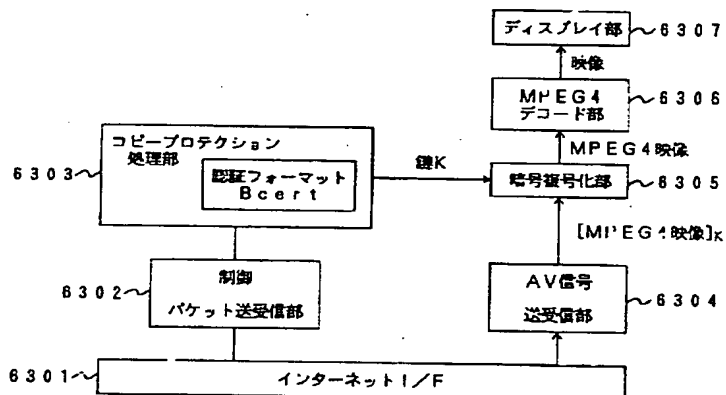 ディスプレイ部
6307
映像
MPEG4
デコード部
6306
MPEG4映像
コピープロテクション
処理部
認証フォーマット
Bcert
6303
鍵K
暗号復号化部
6305
[MPEG4映像]K
制御
パケット送受信部
6302
AV信号
送受信部
6304
6301
インターネットI/F